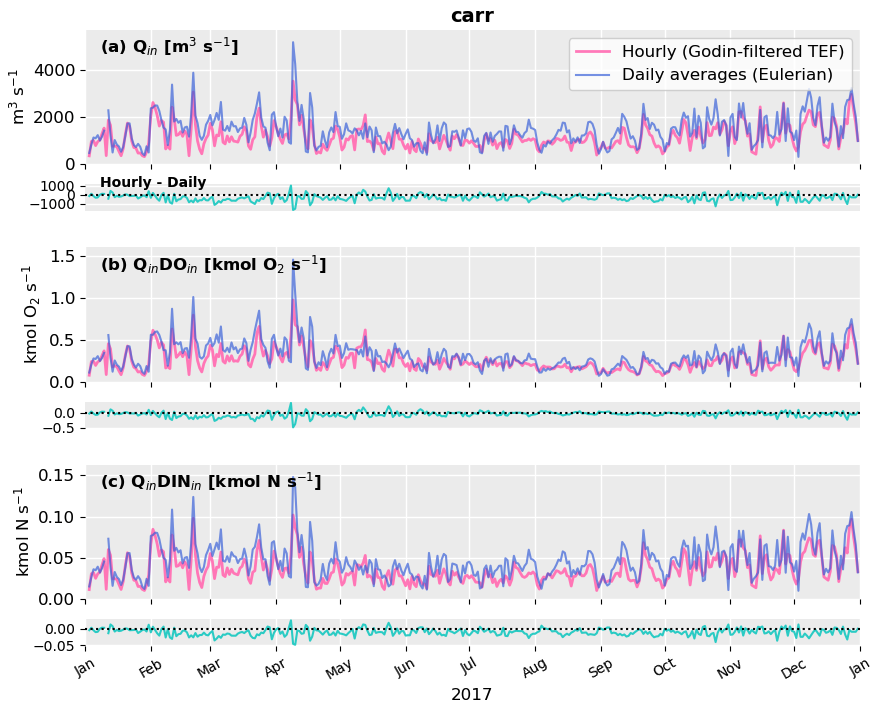 carr
(a) Q_in [m³ s⁻¹]
Hourly (Godin-filtered TEF)
Daily averages (Eulerian)
m³ s⁻¹
4000
2000
0
Hourly - Daily
1000
0
−1000
(b) Q_inDO_in [kmol O₂ s⁻¹]
kmol O₂ s⁻¹
1.5
1.0
0.5
0.0
0.0
−0.5
(c) Q_inDIN_in [kmol N s⁻¹]
kmol N s⁻¹
0.15
0.10
0.05
0.00
0.00
−0.05
Jan Feb Mar Apr May Jun Jul Aug Sep Oct Nov Dec Jan
2017